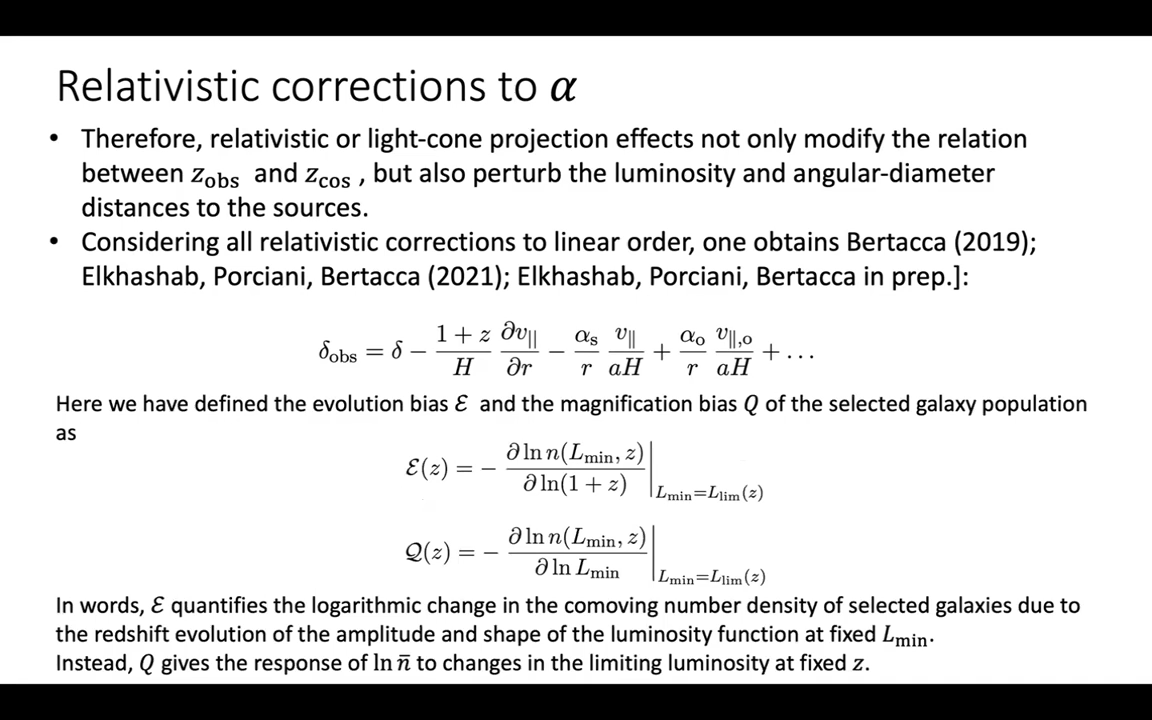 Relativistic corrections to α
• Therefore, relativistic or light-cone projection effects not only modify the relation
between z_obs and z_cos , but also perturb the luminosity and angular-diameter
distances to the sources.
• Considering all relativistic corrections to linear order, one obtains Bertacca (2019);
Elkhashab, Porciani, Bertacca (2021); Elkhashab, Porciani, Bertacca in prep.]:
δ_obs = δ − (1 + z)/H ∂v_||/∂r − α_s/r v_||/(aH) + α_o/r v_||,o/(aH) + …
Here we have defined the evolution bias ℰ and the magnification bias Q of the selected galaxy population
as
ℰ(z) = − ∂ ln n(L_min, z)/∂ ln(1 + z) |_L_min=L_lim(z)
𝒬(z) = − ∂ ln n(L_min, z)/∂ ln L_min |_L_min=L_lim(z)
In words, ℰ quantifies the logarithmic change in the comoving number density of selected galaxies due to
the redshift evolution of the amplitude and shape of the luminosity function at fixed L_min.
Instead, Q gives the response of ln n̄ to changes in the limiting luminosity at fixed z.